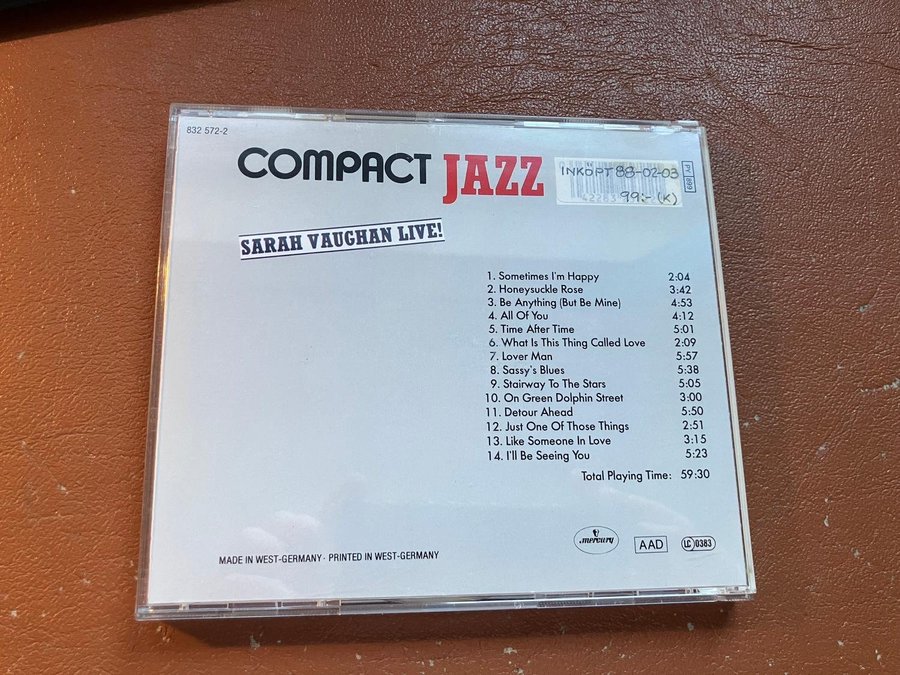 832 572-2
COMPACT JAZZ
INKÖPT 88-02-03
99:- (K)
PY 899
SARAH VAUGHAN LIVE!
1. Sometimes I'm Happy 2:04
2. Honeysuckle Rose 3:42
3. Be Anything (But Be Mine) 4:53
4. All Of You 4:12
5. Time After Time 5:01
6. What Is This Thing Called Love 2:09
7. Lover Man 5:57
8. Sassy's Blues 5:38
9. Stairway To The Stars 5:05
10. On Green Dolphin Street 3:00
11. Detour Ahead 5:50
12. Just One Of Those Things 2:51
13. Like Someone In Love 3:15
14. I'll Be Seeing You 5:23
Total Playing Time: 59:30
mercury
AAD
LC 0383
MADE IN WEST-GERMANY · PRINTED IN WEST-GERMANY